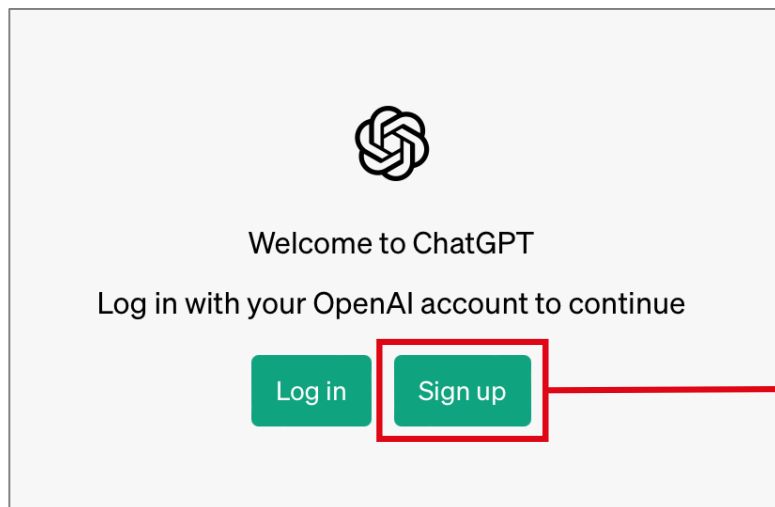 Welcome to ChatGPT
Log in with your OpenAI account to continue
Log in Sign up